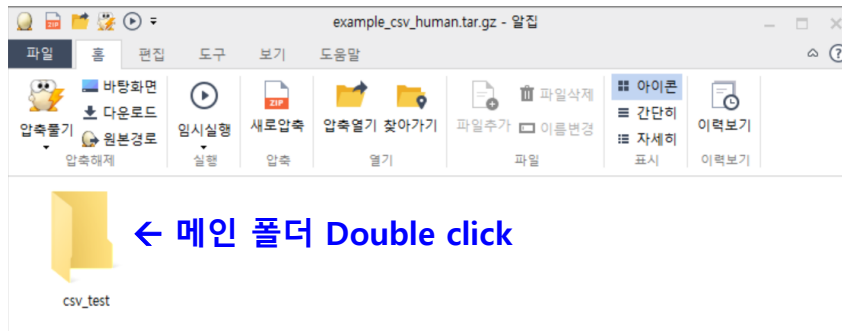 example_csv_human.tar.gz - 알집
파일 홈 편집 도구 보기 도움말
압축풀기
바탕화면
다운로드
원본경로
압축해제
임시실행
실행
ZIP
새로압축
압축
압축열기 찾아가기
열기
파일추가
파일삭제
이름변경
파일
아이콘
간단히
자세히
표시
이력보기
이력보기
← 메인 폴더 Double click
csv_test